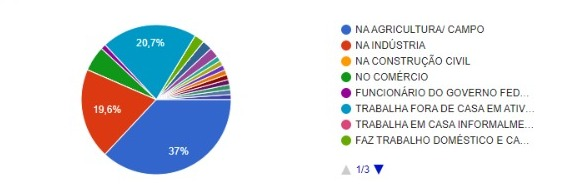 20,7%
19,6%
37%
NA AGRICULTURA/ CAMPO
NA INDÚSTRIA
NA CONSTRUÇÃO CIVIL
NO COMÉRCIO
FUNCIONÁRIO DO GOVERNO FED...
TRABALHA FORA DE CASA EM ATIV...
TRABALHA EM CASA INFORMALME...
FAZ TRABALHO DOMÉSTICO E CA...
1/3